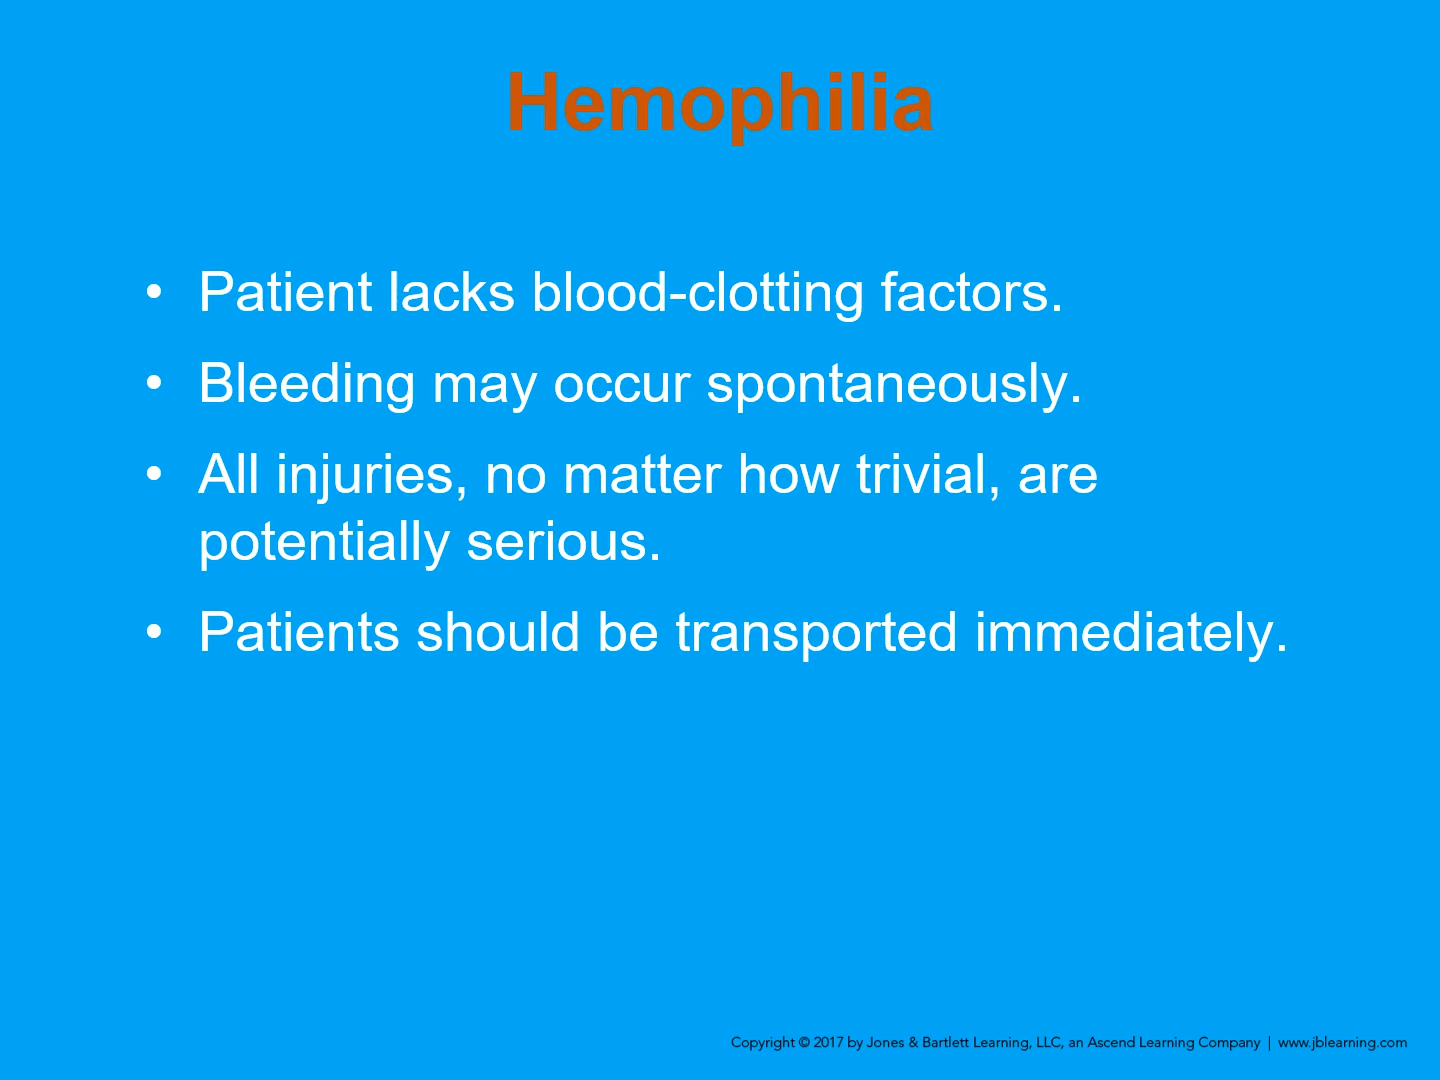 Hemophilia
• Patient lacks blood-clotting factors.
• Bleeding may occur spontaneously.
• All injuries, no matter how trivial, are
potentially serious.
• Patients should be transported immediately.
Copyright © 2017 by Jones & Bartlett Learning, LLC, an Ascend Learning Company | www.jblearning.com